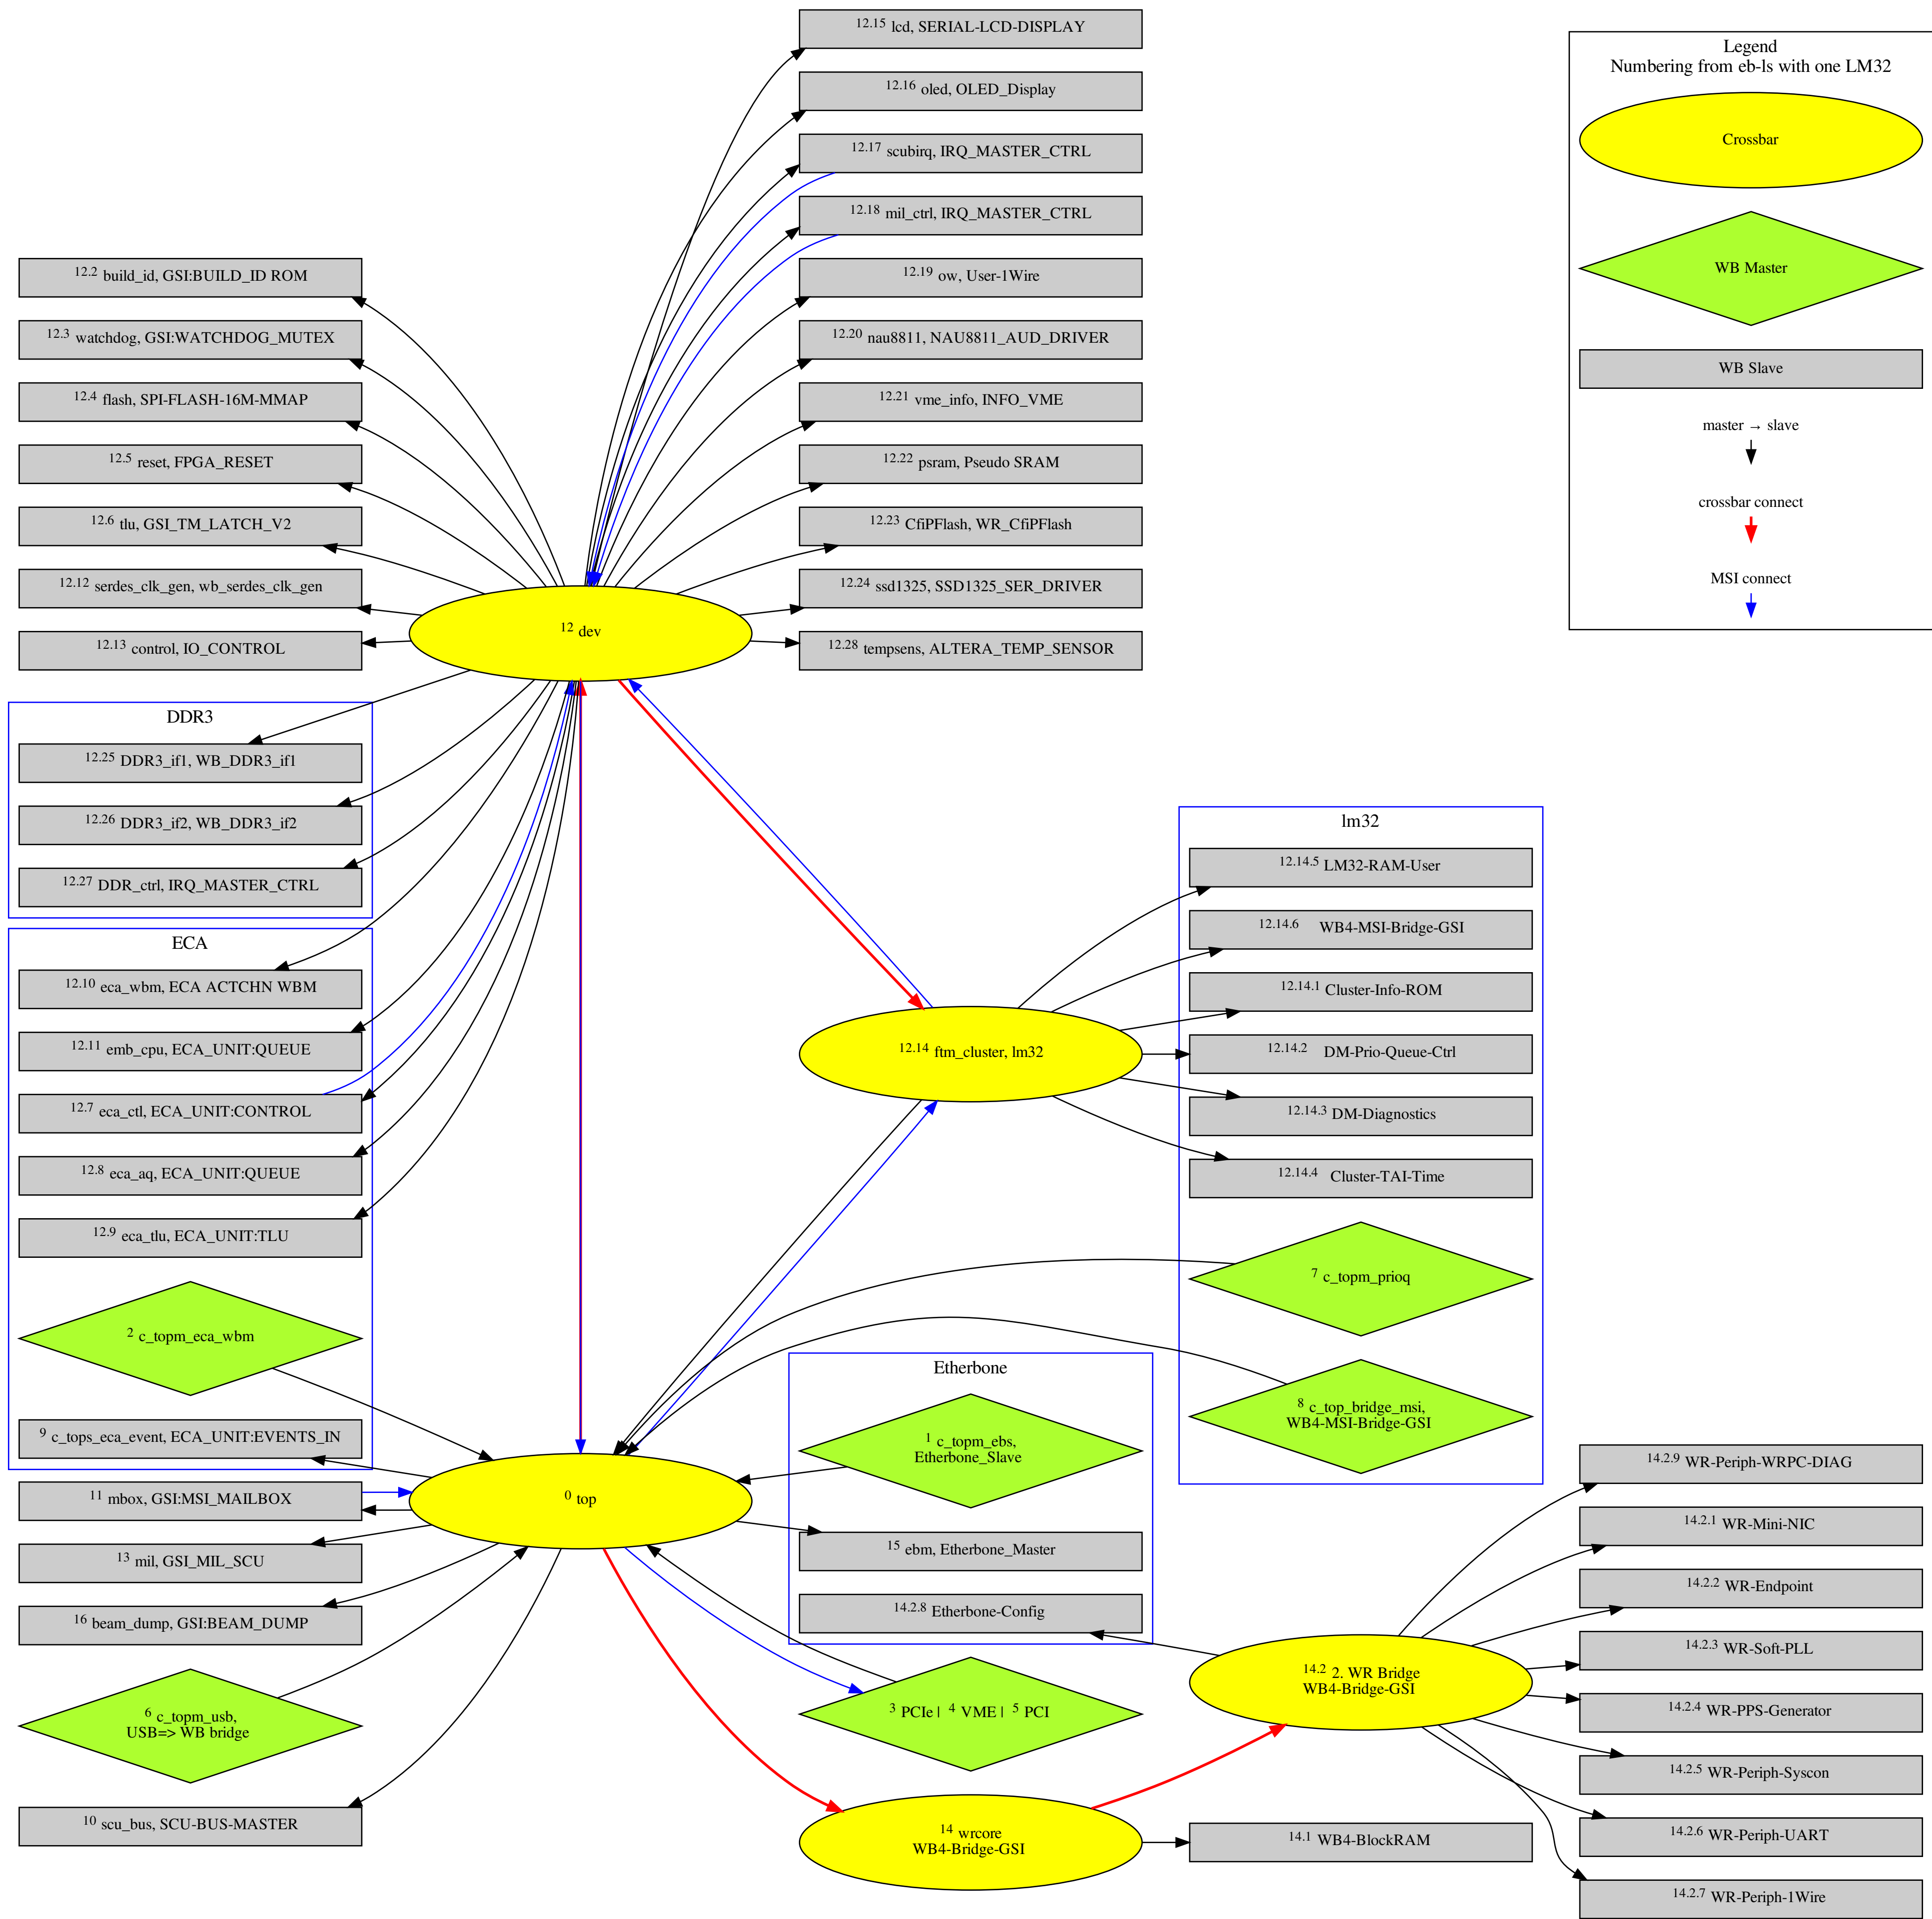 12.15 lcd, SERIAL-LCD-DISPLAY
12.16 oled, OLED_Display
12.17 scubirq, IRQ_MASTER_CTRL
12.18 mil_ctrl, IRQ_MASTER_CTRL
12.19 ow, User-1Wire
12.20 nau8811, NAU8811_AUD_DRIVER
12.21 vme_info, INFO_VME
12.22 psram, Pseudo SRAM
12.23 CfiPFlash, WR_CfiPFlash
12.24 ssd1325, SSD1325_SER_DRIVER
12.28 tempsens, ALTERA_TEMP_SENSOR
Legend
Numbering from eb-ls with one LM32
Crossbar
WB Master
WB Slave
master → slave
crossbar connect
MSI connect
12.2 build_id, GSI:BUILD_ID ROM
12.3 watchdog, GSI:WATCHDOG_MUTEX
12.4 flash, SPI-FLASH-16M-MMAP
12.5 reset, FPGA_RESET
12.6 tlu, GSI_TM_LATCH_V2
12.12 serdes_clk_gen, wb_serdes_clk_gen
12.13 control, IO_CONTROL
12 dev
DDR3
12.25 DDR3_if1, WB_DDR3_if1
12.26 DDR3_if2, WB_DDR3_if2
12.27 DDR_ctrl, IRQ_MASTER_CTRL
ECA
12.10 eca_wbm, ECA ACTCHN WBM
12.11 emb_cpu, ECA_UNIT:QUEUE
12.7 eca_ctl, ECA_UNIT:CONTROL
12.8 eca_aq, ECA_UNIT:QUEUE
12.9 eca_tlu, ECA_UNIT:TLU
2 c_topm_eca_wbm
9 c_tops_eca_event, ECA_UNIT:EVENTS_IN
11 mbox, GSI:MSI_MAILBOX
13 mil, GSI_MIL_SCU
16 beam_dump, GSI:BEAM_DUMP
6 c_topm_usb,
USB=> WB bridge
10 scu_bus, SCU-BUS-MASTER
0 top
12.14 ftm_cluster, lm32
lm32
12.14.5 LM32-RAM-User
12.14.6 WB4-MSI-Bridge-GSI
12.14.1 Cluster-Info-ROM
12.14.2 DM-Prio-Queue-Ctrl
12.14.3 DM-Diagnostics
12.14.4 Cluster-TAI-Time
7 c_topm_prioq
8 c_top_bridge_msi,
WB4-MSI-Bridge-GSI
Etherbone
1 c_topm_ebs,
Etherbone_Slave
15 ebm, Etherbone_Master
14.2.8 Etherbone-Config
3 PCIe | 4 VME | 5 PCI
14 wrcore
WB4-Bridge-GSI
14.1 WB4-BlockRAM
14.2 2. WR Bridge
WB4-Bridge-GSI
14.2.9 WR-Periph-WRPC-DIAG
14.2.1 WR-Mini-NIC
14.2.2 WR-Endpoint
14.2.3 WR-Soft-PLL
14.2.4 WR-PPS-Generator
14.2.5 WR-Periph-Syscon
14.2.6 WR-Periph-UART
14.2.7 WR-Periph-1Wire